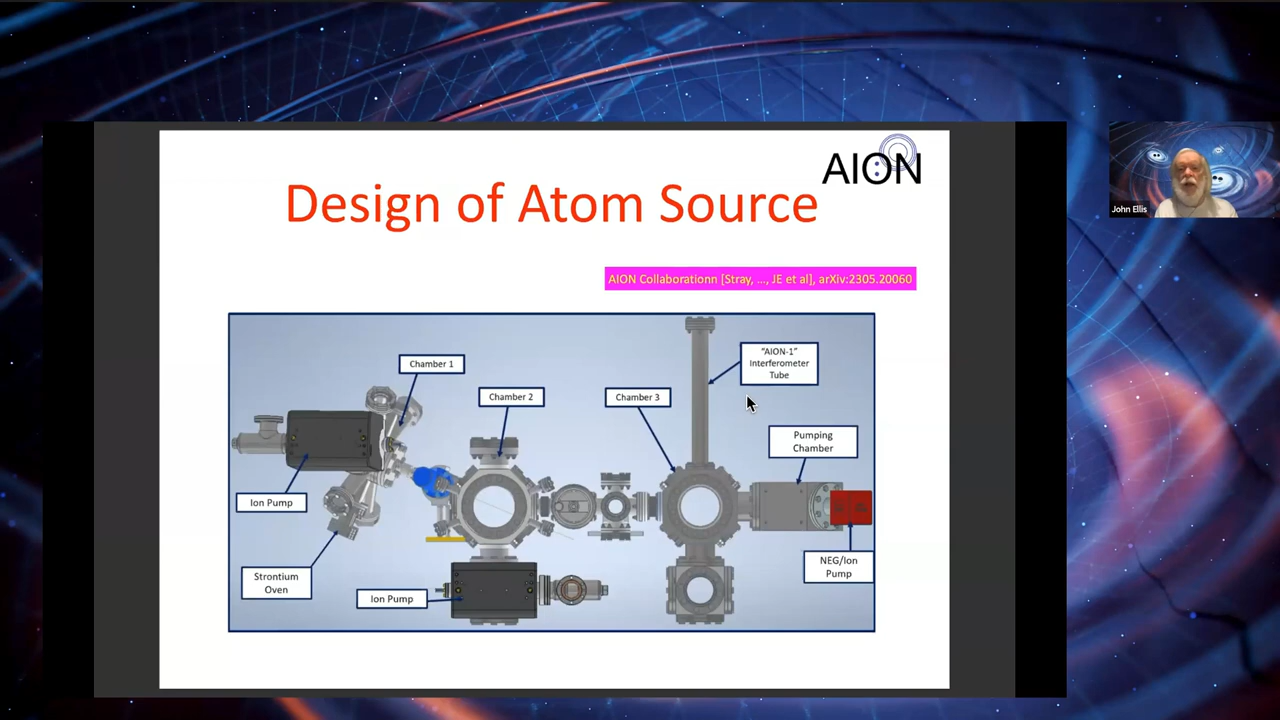 AION
Design of Atom Source
AION Collaborationn [Stray, ..., JE et al], arXiv:2305.20060
John Ellis
Chamber 1
Chamber 2
Chamber 3
"AION-1"
Interferometer
Tube
Pumping
Chamber
Ion Pump
Strontium
Oven
Ion Pump
NEG/Ion
Pump